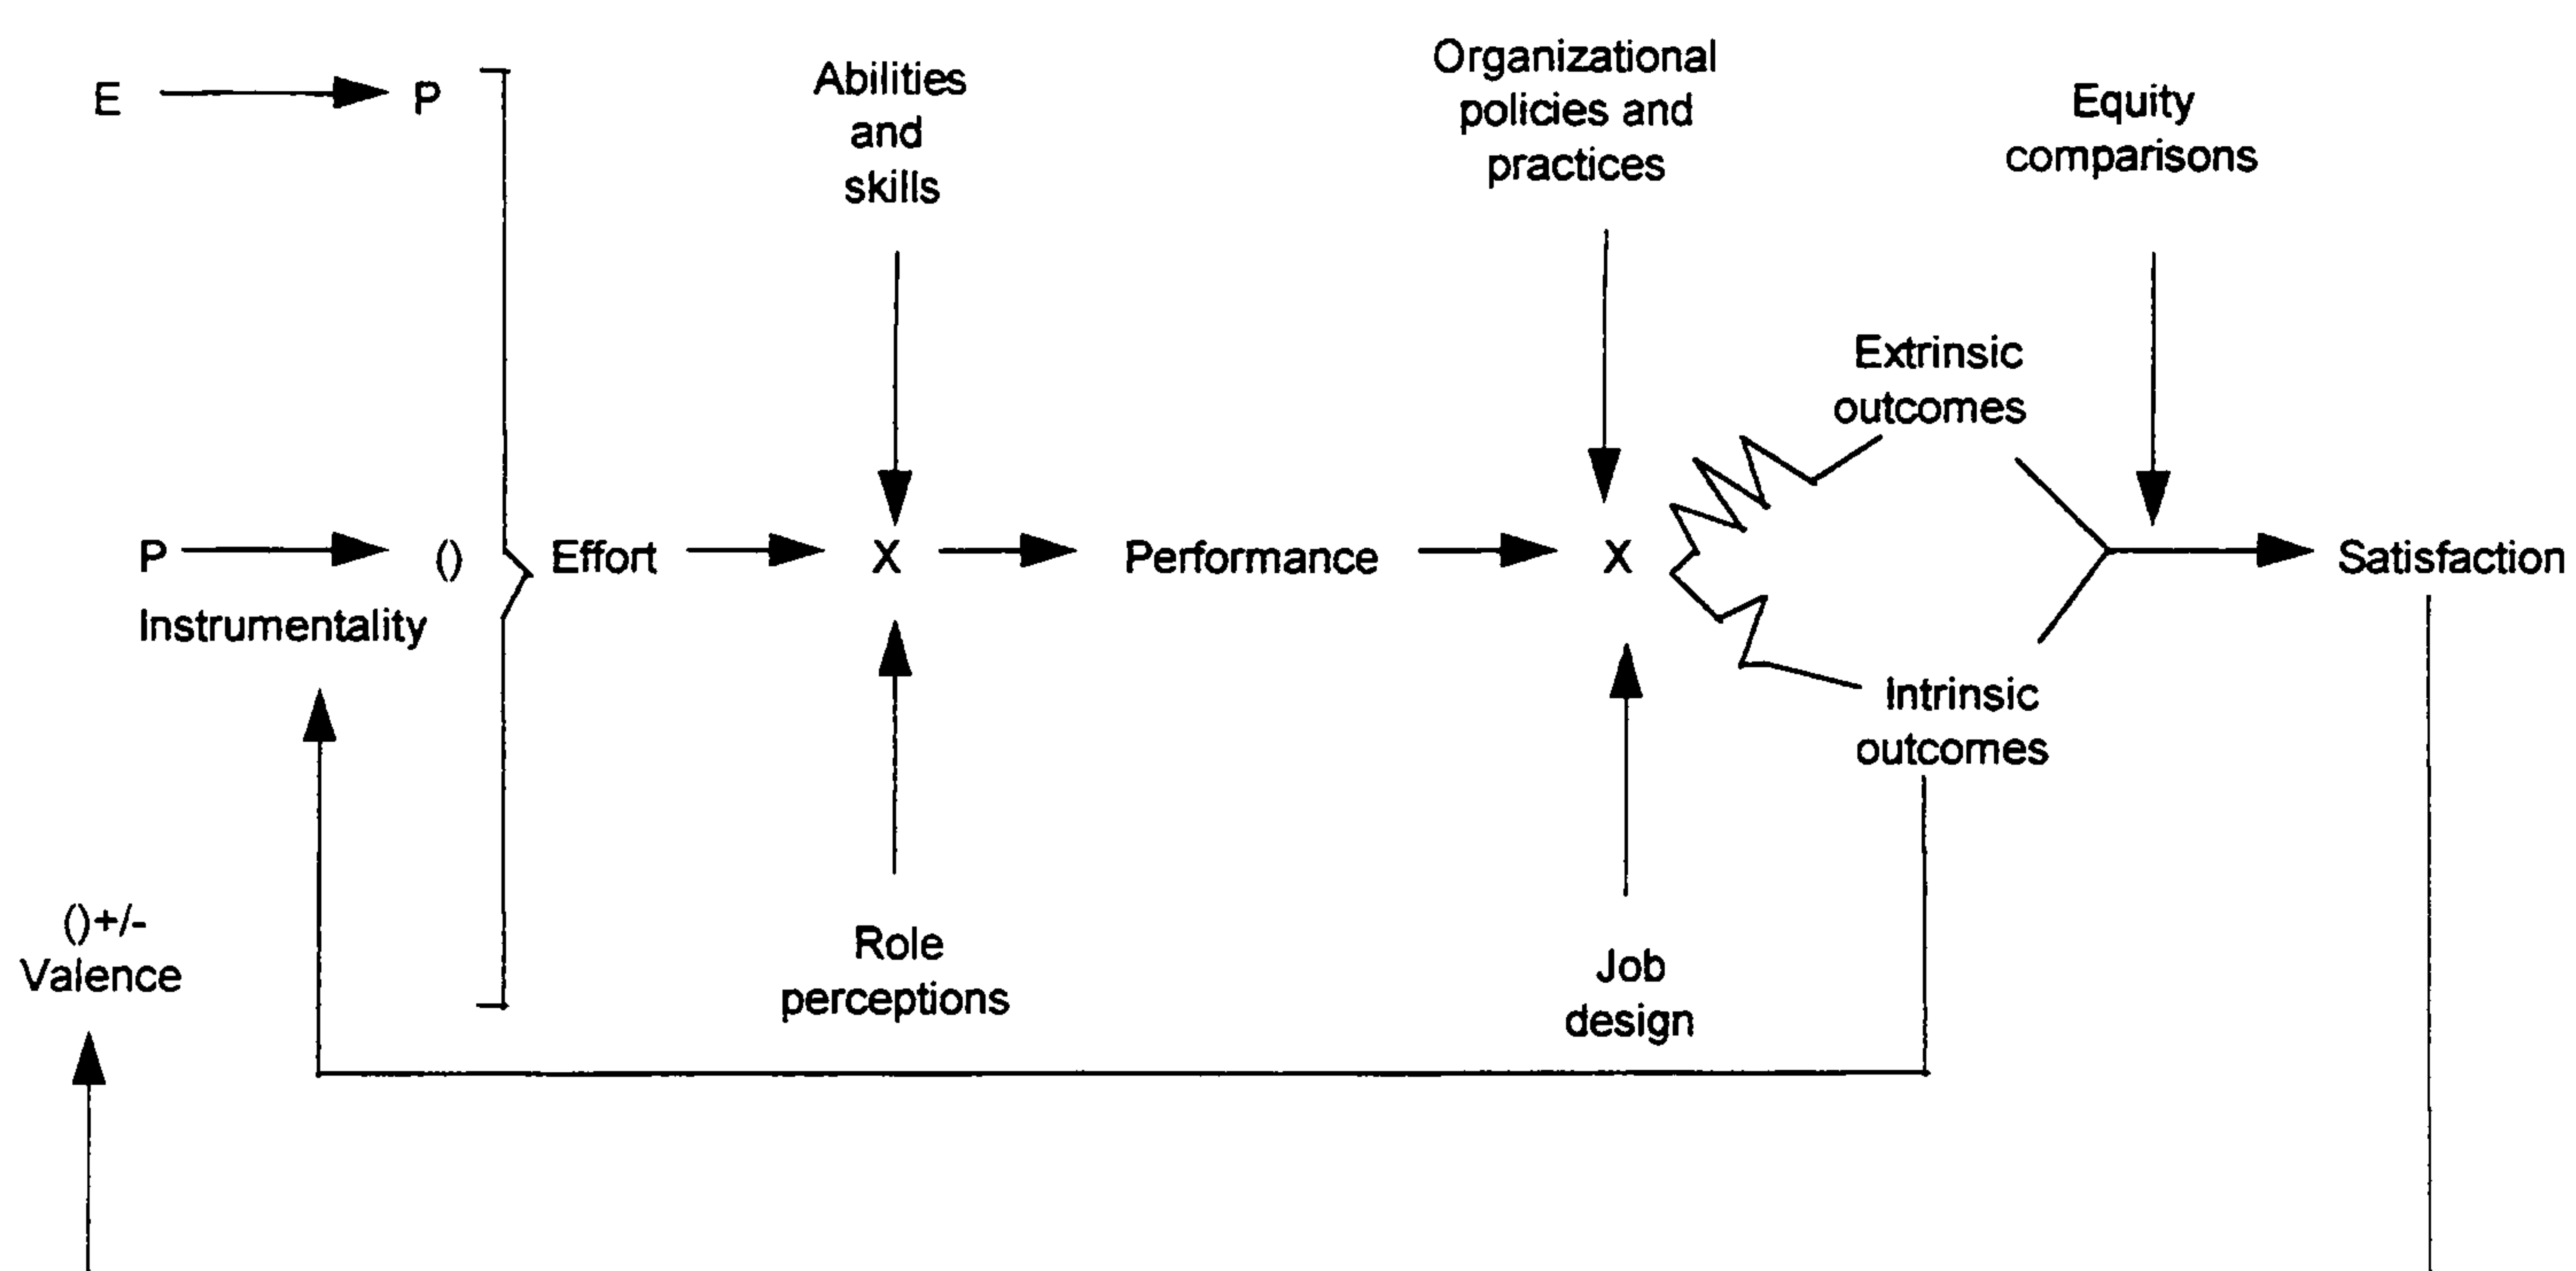 E
P
Abilities
and
skills
Organizational
policies and
practices
Equity
comparisons
Extrinsic
outcomes
P
()
Instrumentality
Effort
X
Performance
X
Satisfaction
Intrinsic
outcomes
()+/-
Valence
Role
perceptions
Job
design